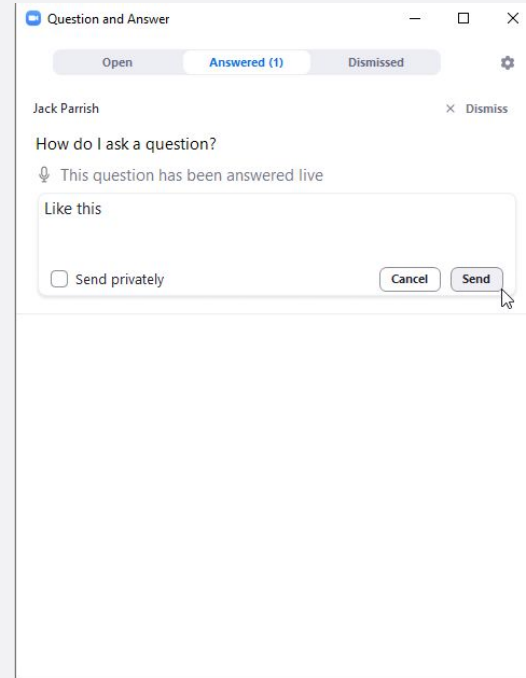 Question and Answer
Open Answered (1) Dismissed
Jack Parrish Dismiss
How do I ask a question?
This question has been answered live
Like this
Send privately Cancel Send